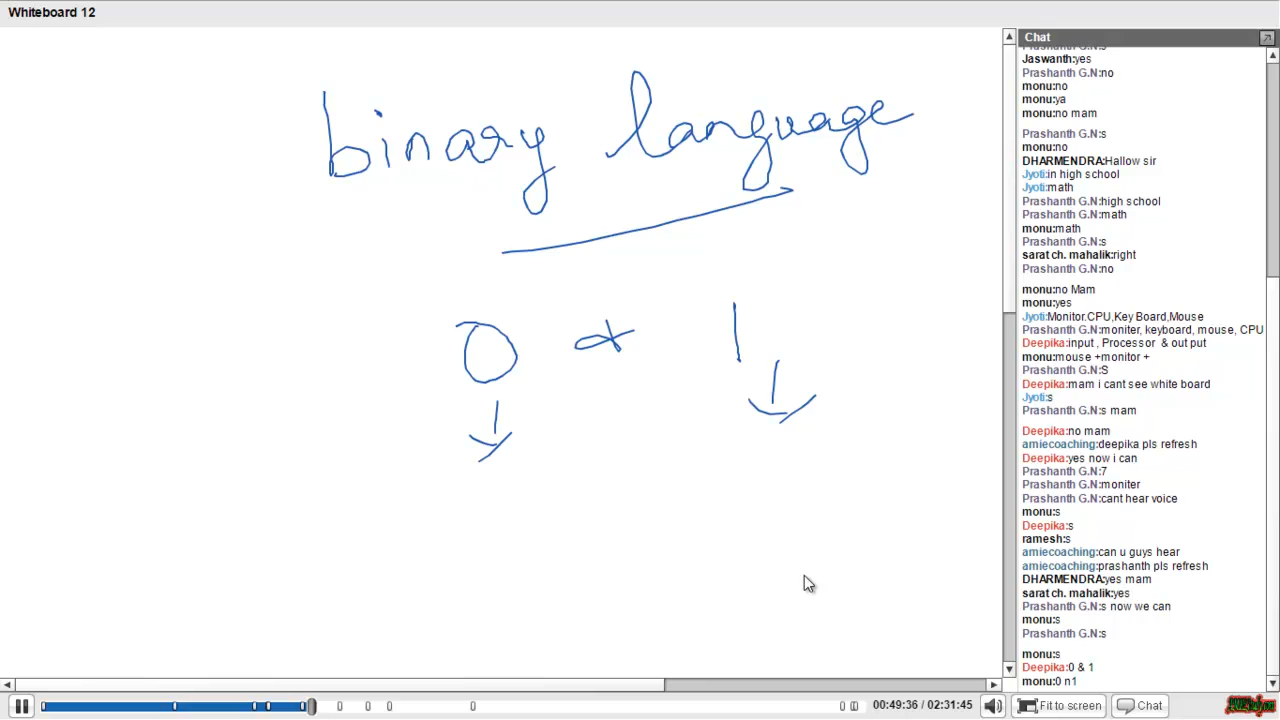 Whiteboard 12
binary language
0 & 1
Chat
Prashanth G.N:s
Jaswanth:yes
Prashanth G.N:no
monu:no
monu:ya
monu:no mam
Prashanth G.N:s
monu:no
DHARMENDRA:Hallow sir
Jyoti:in high school
Jyoti:math
Prashanth G.N:high school
Prashanth G.N:math
monu:math
Prashanth G.N:s
sarat ch. mahalik:right
Prashanth G.N:no
monu:no Mam
monu:yes
Jyoti:Monitor.CPU,Key Board,Mouse
Prashanth G.N:moniter, keyboard, mouse, CPU
Deepika:input , Processor & out put
monu:mouse +monitor +
Prashanth G.N:S
Deepika:mam i cant see white board
Jyoti:s
Prashanth G.N:s mam
Deepika:no mam
amiecoaching:deepika pls refresh
Deepika:yes now i can
Prashanth G.N:7
Prashanth G.N:moniter
Prashanth G.N:cant hear voice
monu:s
Deepika:s
ramesh:s
amiecoaching:can u guys hear
amiecoaching:prashanth pls refresh
DHARMENDRA:yes mam
sarat ch. mahalik:yes
Prashanth G.N:s now we can
monu:s
Prashanth G.N:s
monu:s
Deepika:0 & 1
monu:0 n1
00:49:36 / 02:31:45
Fit to screen
Chat